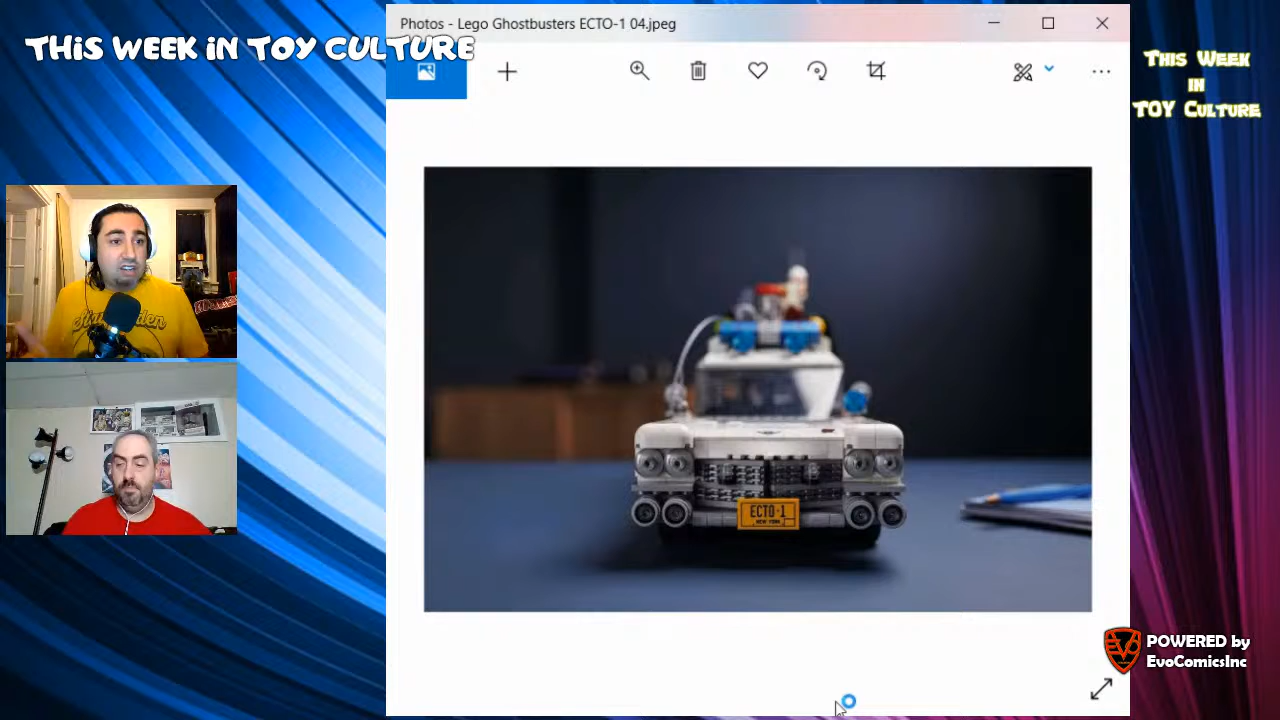 Photos - Lego Ghostbusters ECTO-1 04.jpeg
THiS WEEK iN TOY CULTURE
This Week
in
TOY Culture
ECTO-1
NEW YORK
POWERED by
EvoComicsInc